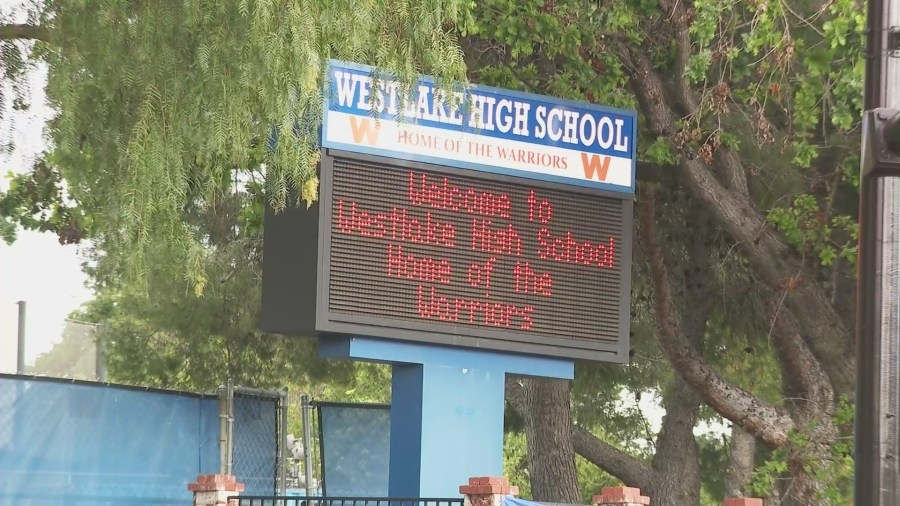 WESTLAKE HIGH SCHOOL
W HOME OF THE WARRIORS W
Welcome to
Westlake High School
Home of the
Warriors